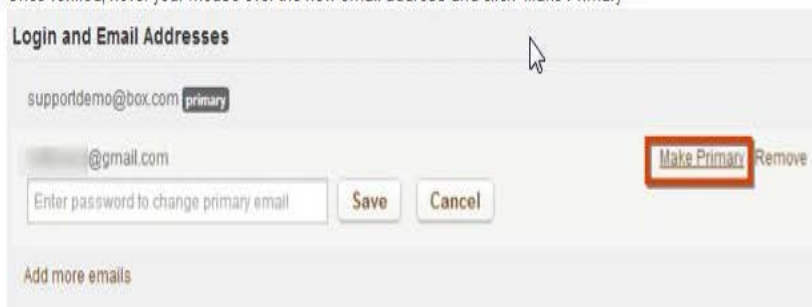 Login and Email Addresses
supportdemo@box.com primary
@gmail.com Make Primary Remove
Enter password to change primary email Save Cancel
Add more emails